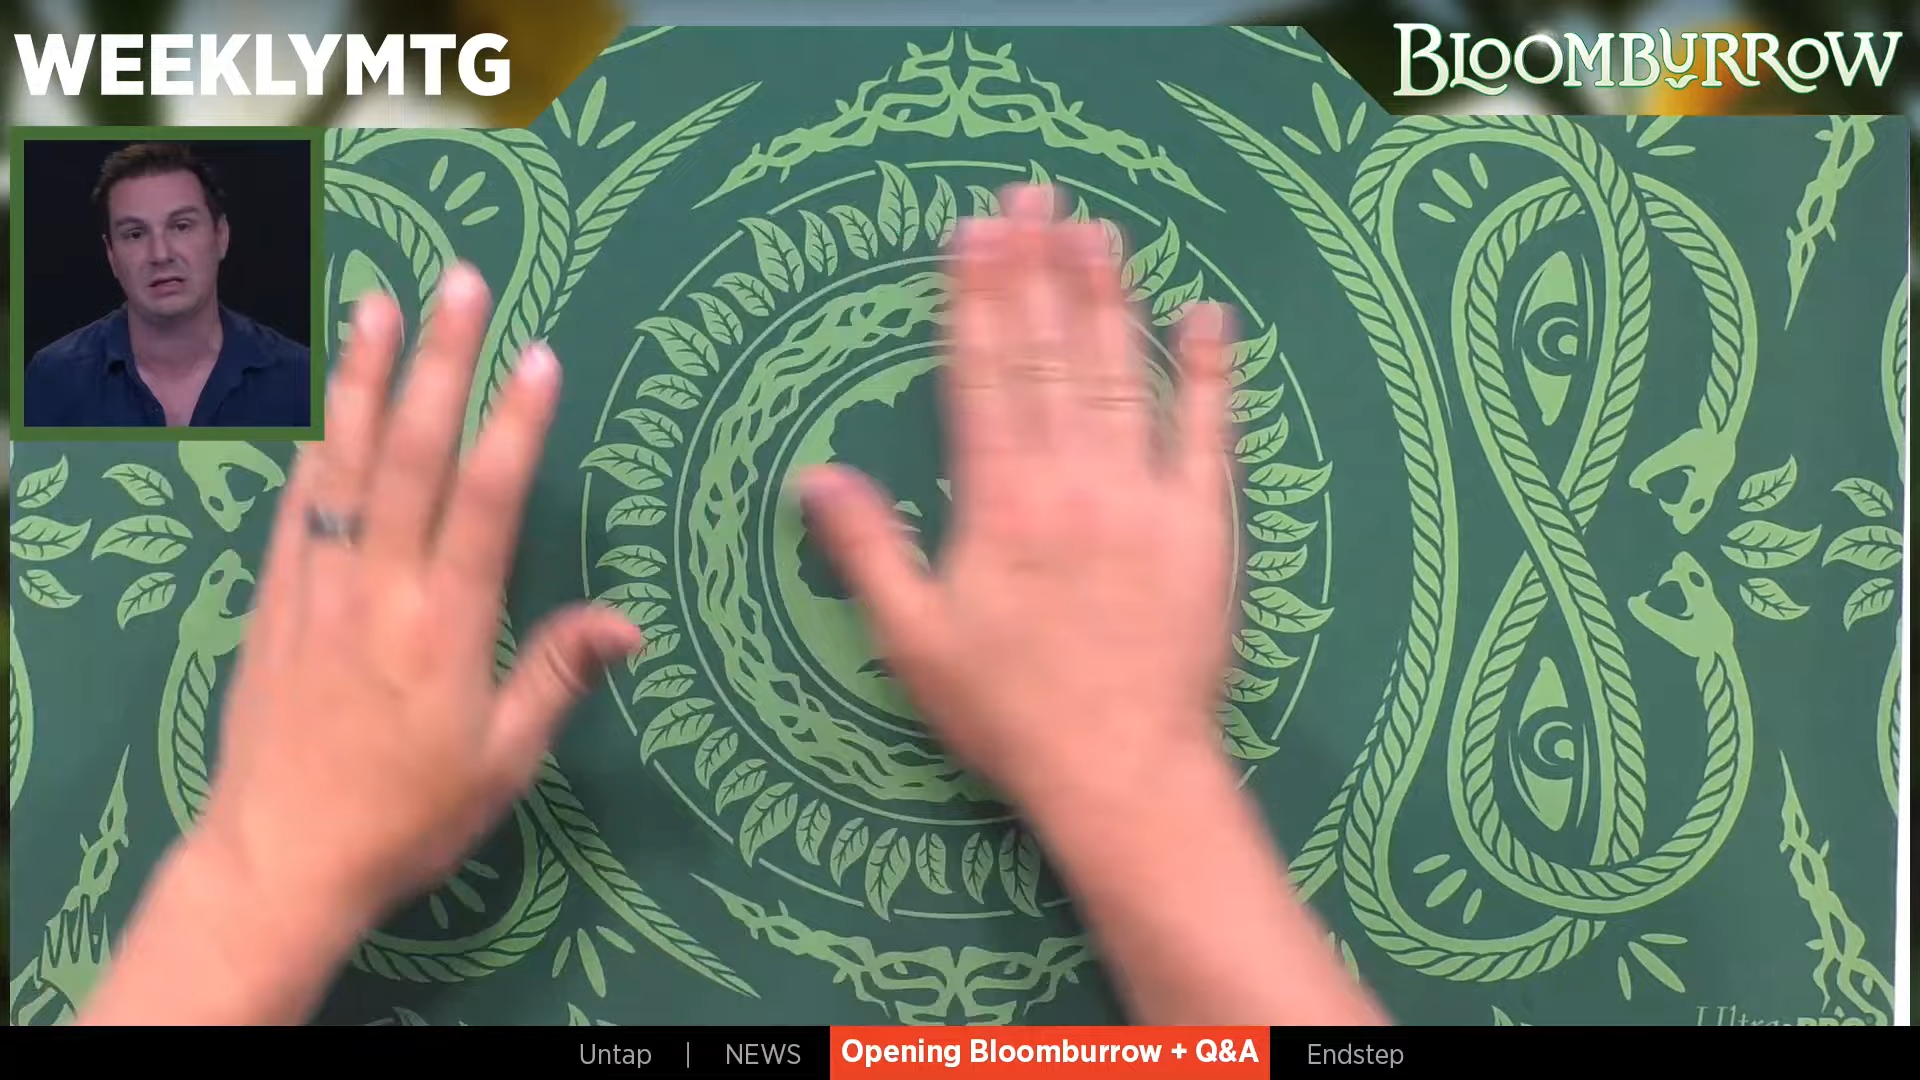 WEEKLYMTG
BLOOMBURROW
Untap | NEWS Opening Bloomburrow + Q&A Endstep